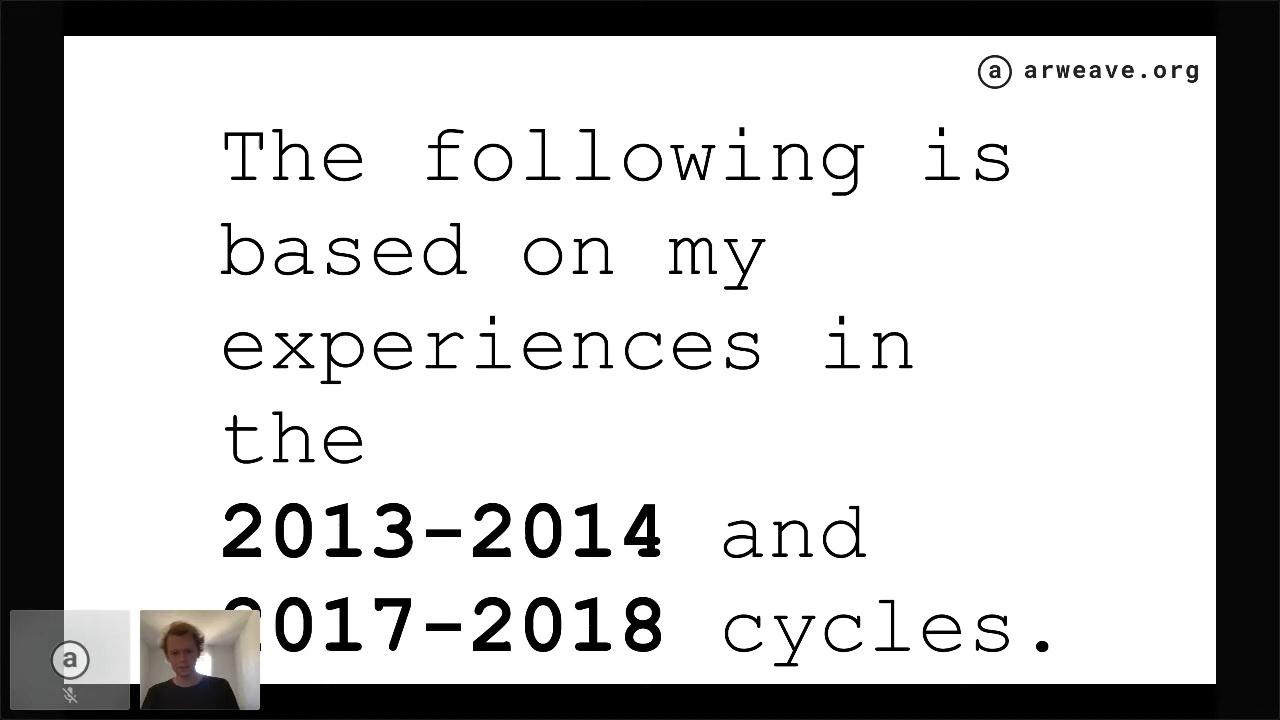 a arweave.org
The following is
based on my
experiences in
the
2013-2014 and
2017-2018 cycles.
a